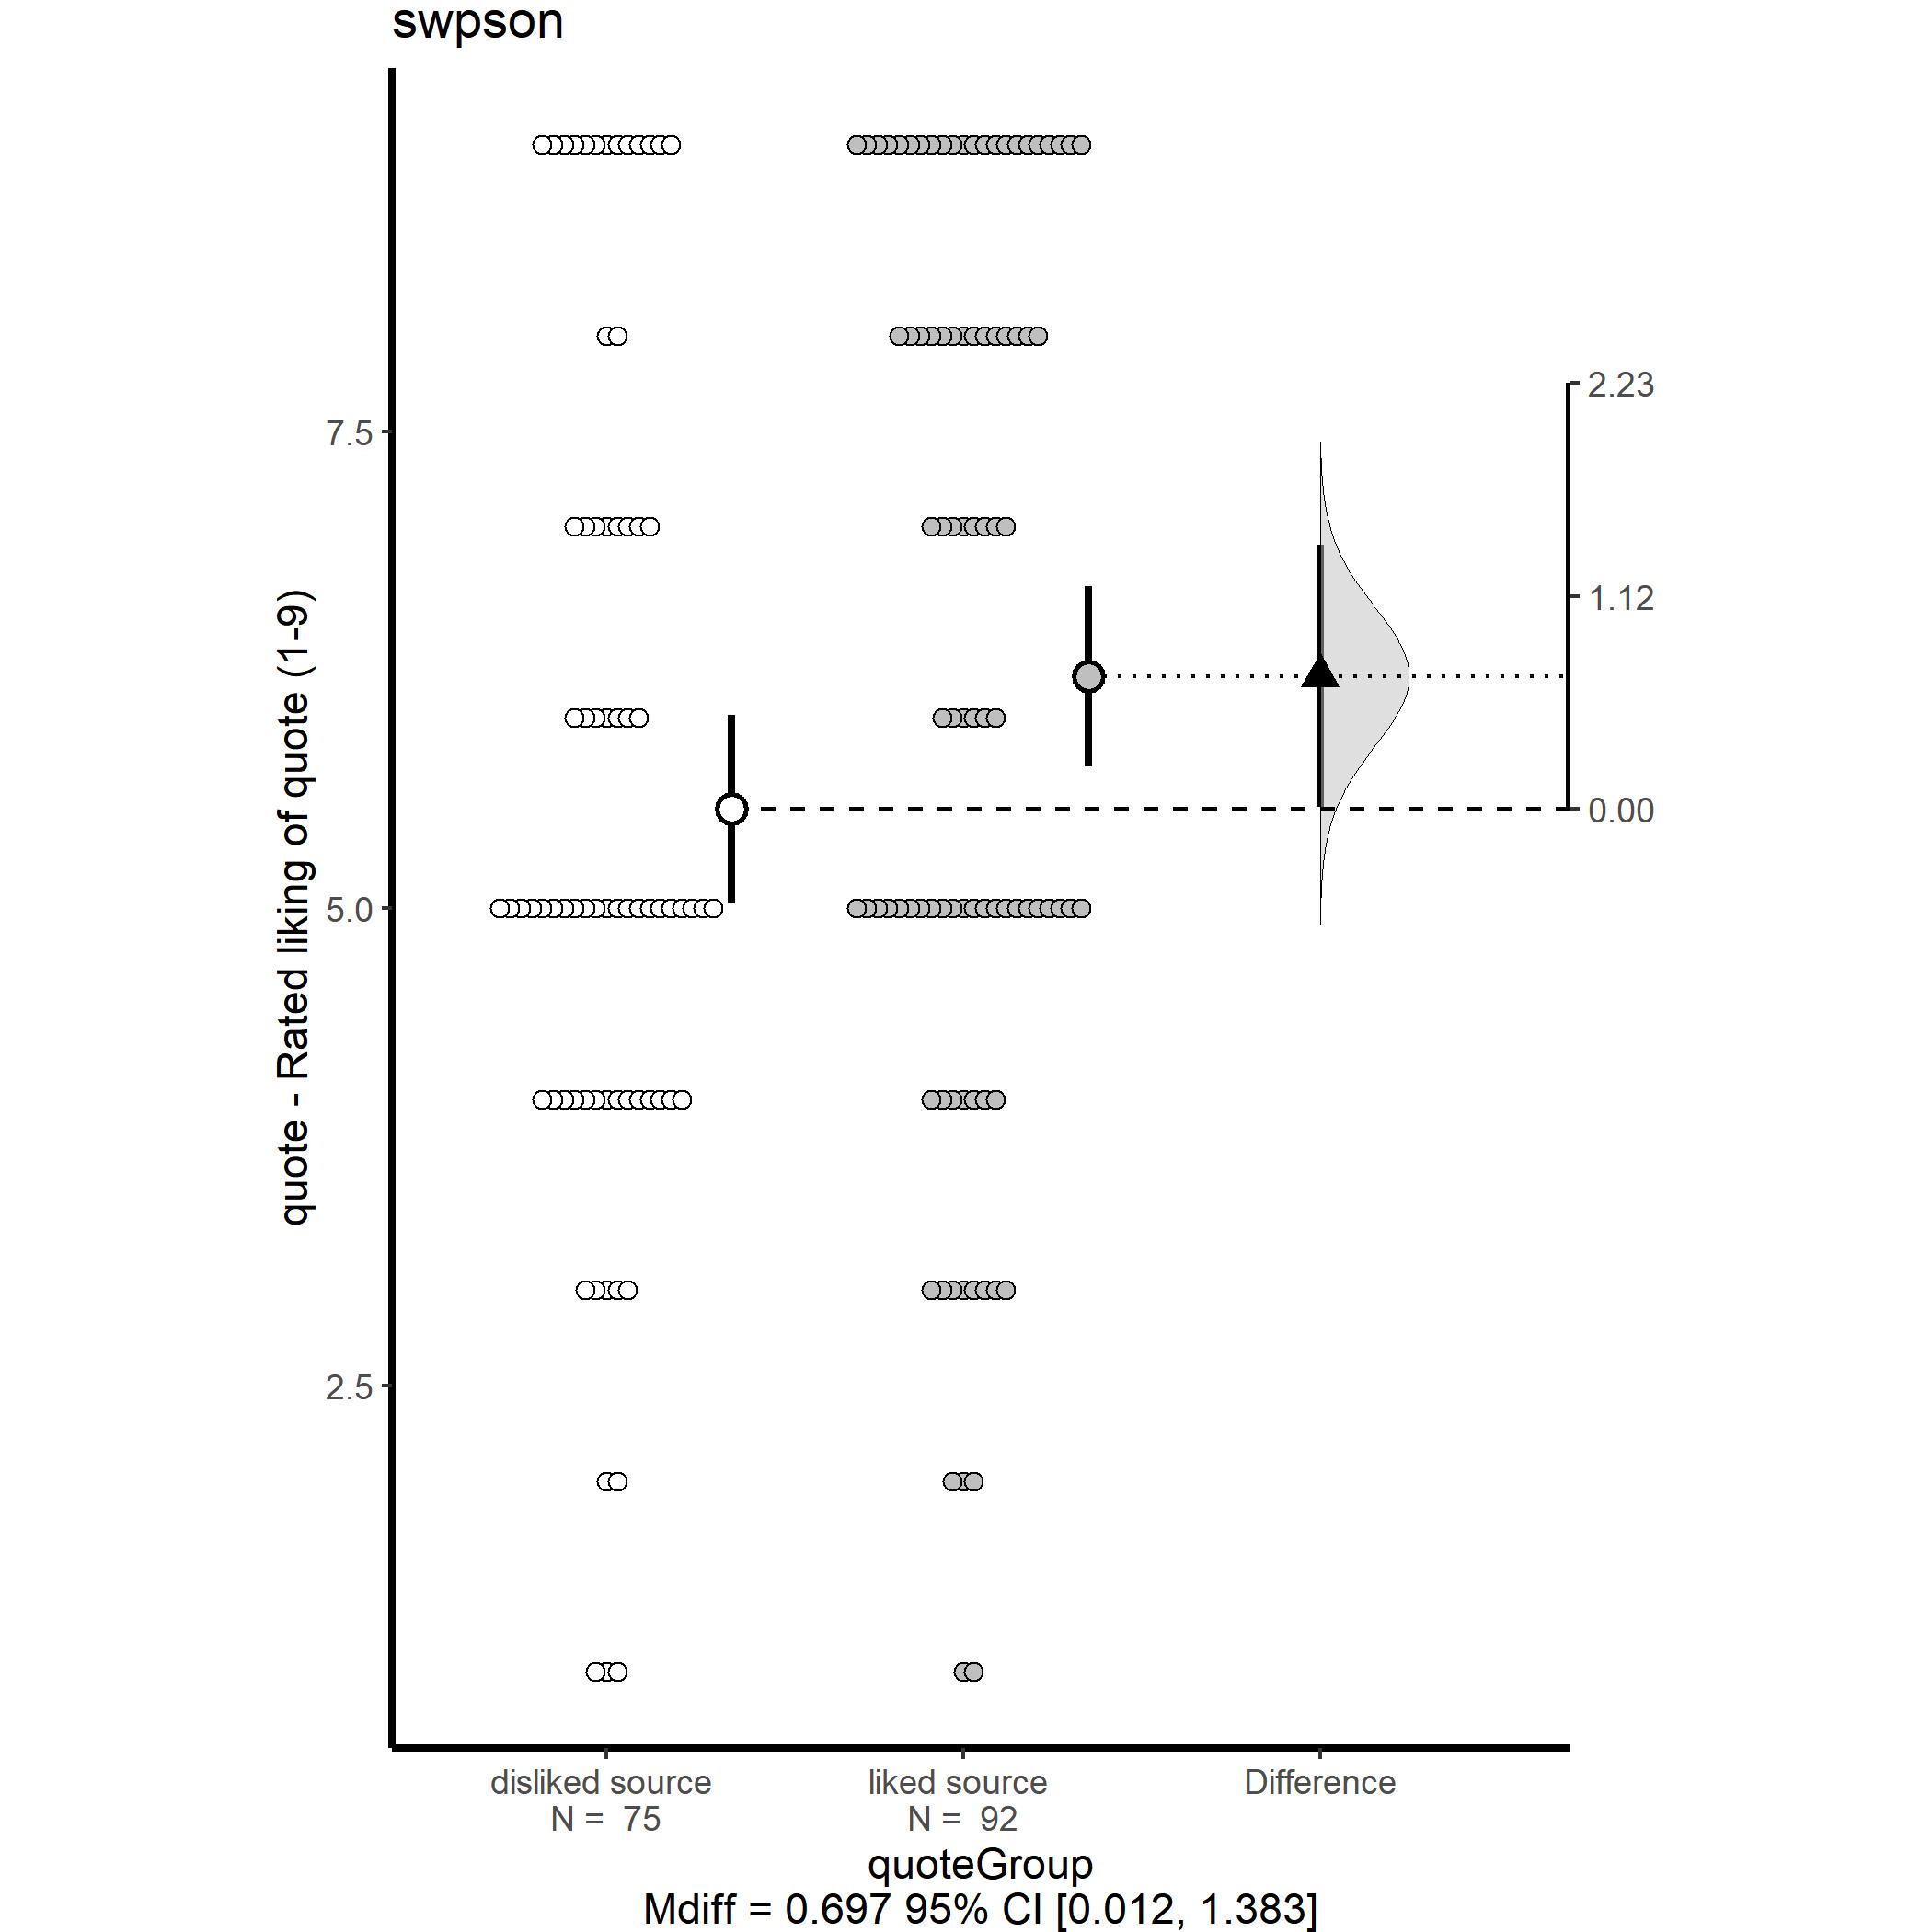 swpson
quote - Rated liking of quote (1-9)
7.5
5.0
2.5
2.23
1.12
0.00
disliked source
N =  75
liked source
N =  92
Difference
quoteGroup
Mdiff = 0.697 95% CI [0.012, 1.383]